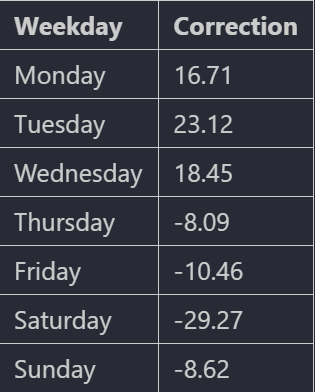 Weekday Correction
Monday 16.71
Tuesday 23.12
Wednesday 18.45
Thursday -8.09
Friday -10.46
Saturday -29.27
Sunday -8.62